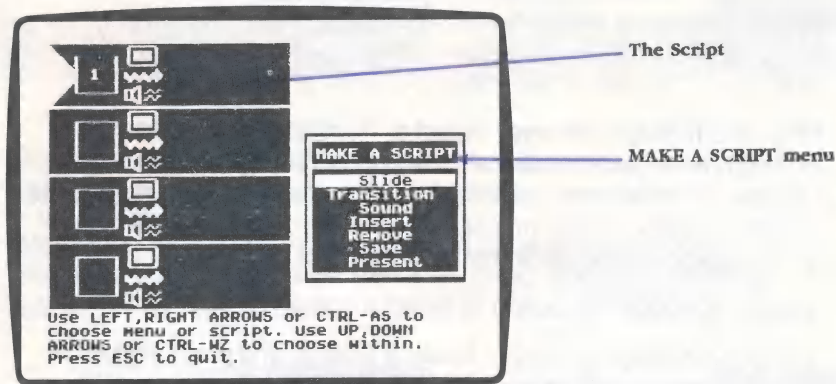 The Script
1
MAKE A SCRIPT
MAKE A SCRIPT menu
Slide
Transition
Sound
Insert
Remove
Save
Present
Use LEFT,RIGHT ARROWS or CTRL-AS to
choose menu or script. Use UP,DOWN
ARROWS or CTRL-WZ to choose within.
Press ESC to quit.